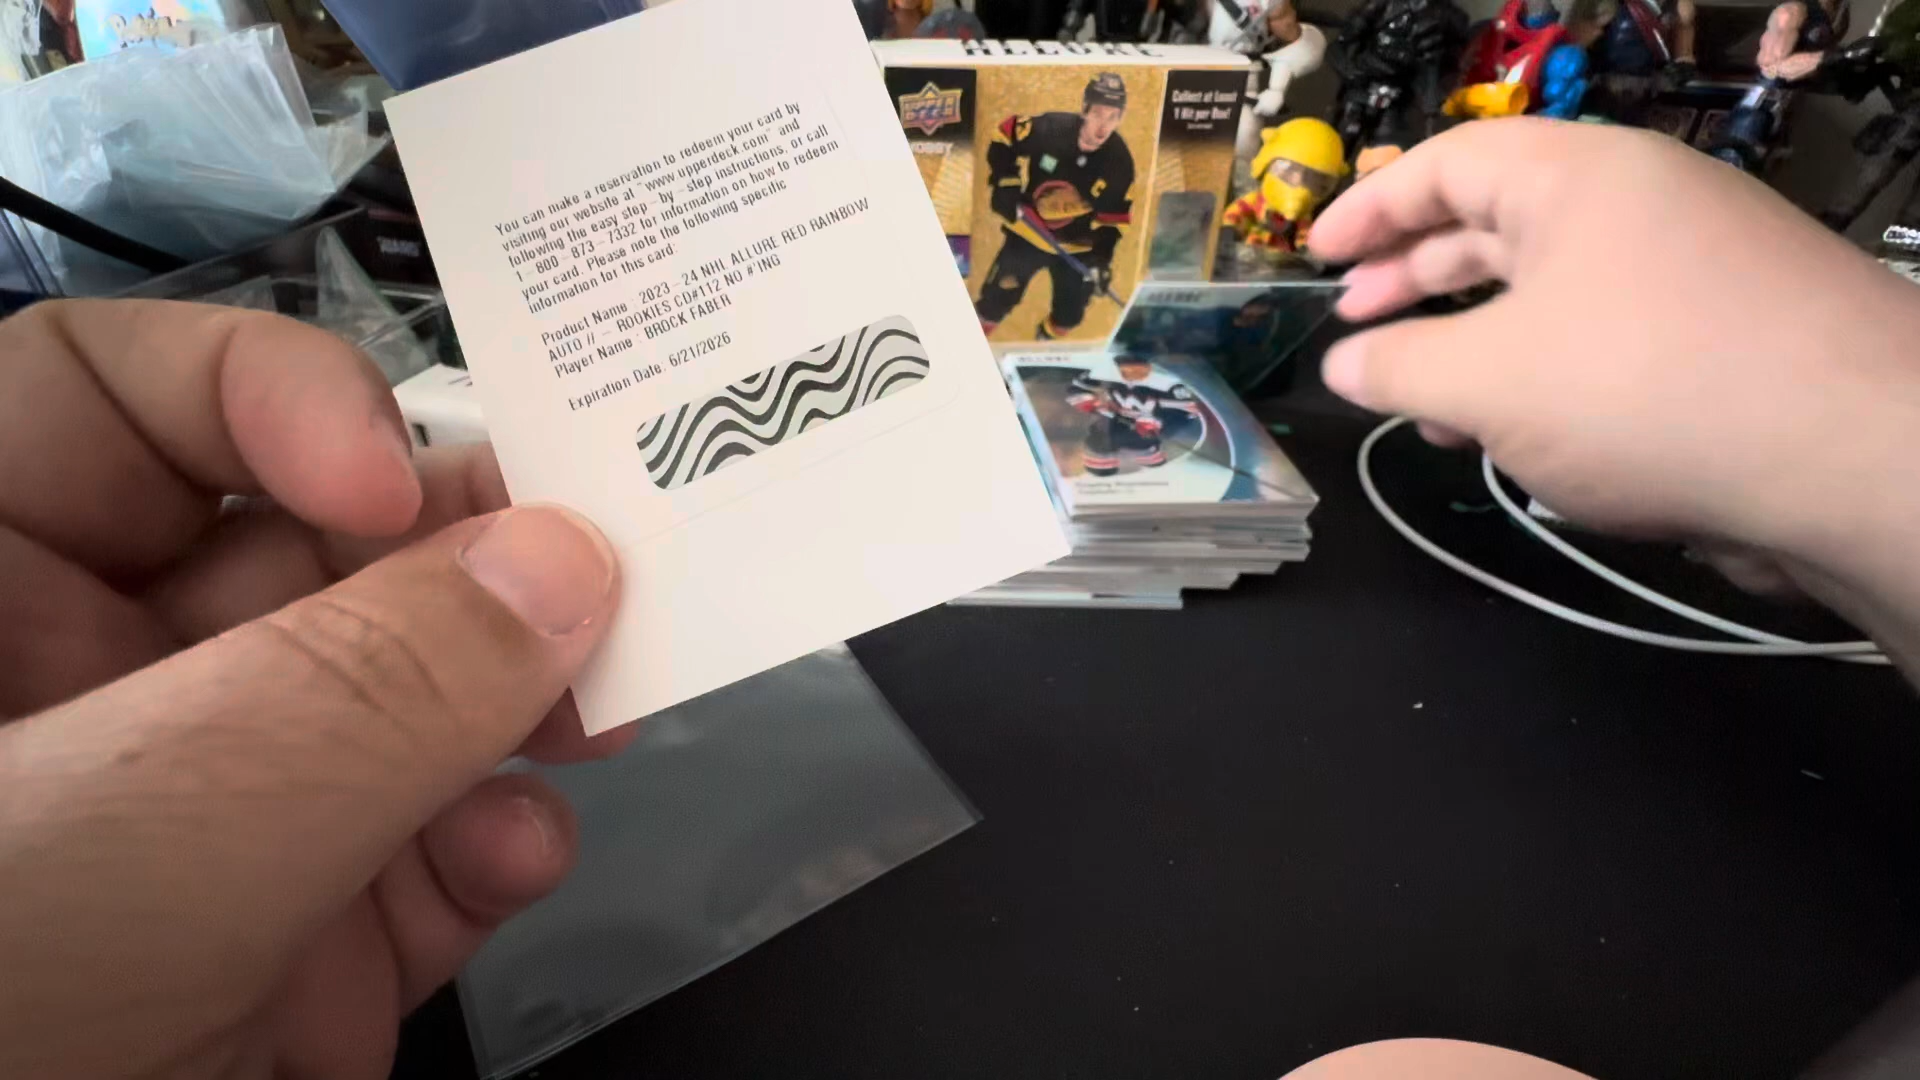 You can make a reservation to redeem your card by
visiting our website at "www.upperdeck.com" and
following the easy step-by-step instructions, or call
1-800-873-7332 for information on how to redeem
your card. Please note the following specific
information for this card:
Product Name : 2023-24 NHL ALLURE RED RAINBOW
AUTO // - ROOKIES CD#112 NO #'ING
Player Name : BROCK FABER
Expiration Date: 6/21/2026
ALLURE
UPPER
DECK
HOBBY
Collect at Least
1 Hit per Box!